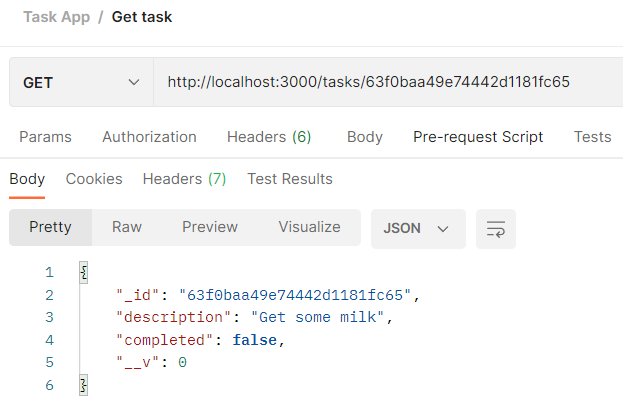 Task App / Get task
GET http://localhost:3000/tasks/63f0baa49e74442d1181fc65
Params Authorization Headers (6) Body Pre-request Script Tests
Body Cookies Headers (7) Test Results
Pretty Raw Preview Visualize JSON
1 {
2 "_id": "63f0baa49e74442d1181fc65",
3 "description": "Get some milk",
4 "completed": false,
5 "__v": 0
6 }